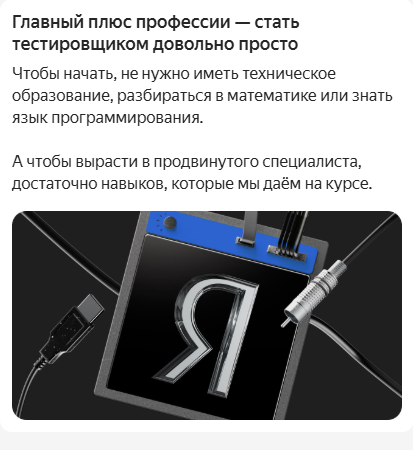 Главный плюс профессии — стать
тестировщиком довольно просто
Чтобы начать, не нужно иметь техническое
образование, разбираться в математике или знать
язык программирования.
А чтобы вырасти в продвинутого специалиста,
достаточно навыков, которые мы даём на курсе.
Я